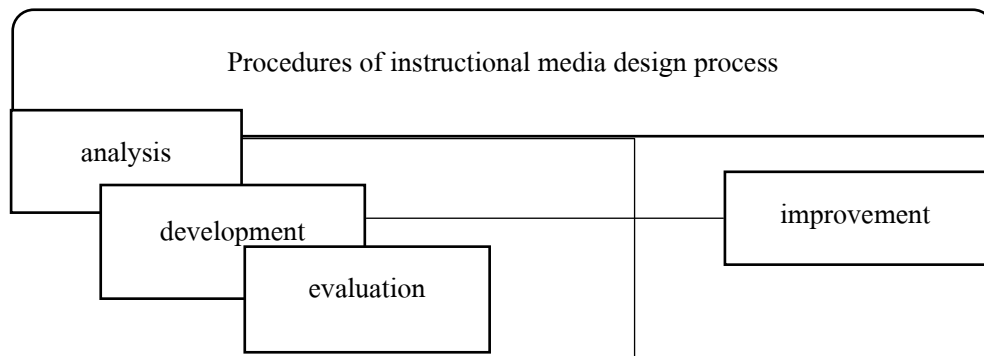 Procedures of instructional media design process
analysis
development
evaluation
improvement